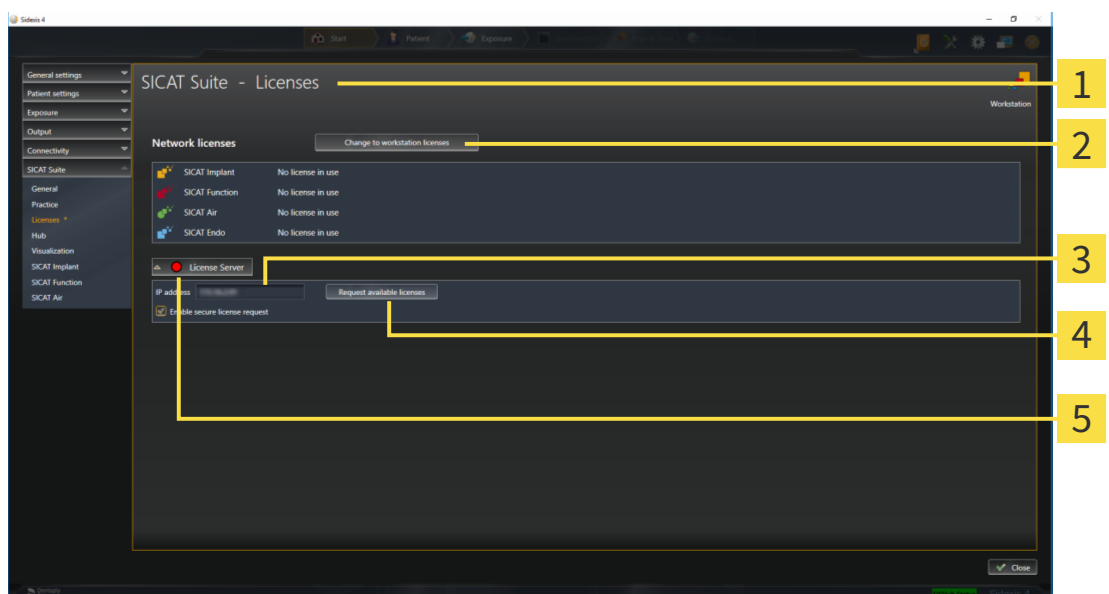 Sidexis 4
Start Patient Exposure
General settings
Patient settings
Exposure
Output
Connectivity
SICAT Suite
General
Practice
Licenses *
Hub
Visualization
SICAT Implant
SICAT Function
SICAT Air
SICAT Suite - Licenses
Workstation
Network licenses
Change to workstation licenses
SICAT Implant No license in use
SICAT Function No license in use
SICAT Air No license in use
SICAT Endo No license in use
License Server
IP address
Request available licenses
Enable secure license request
Close
Sidexis 4
1
2
3
4
5